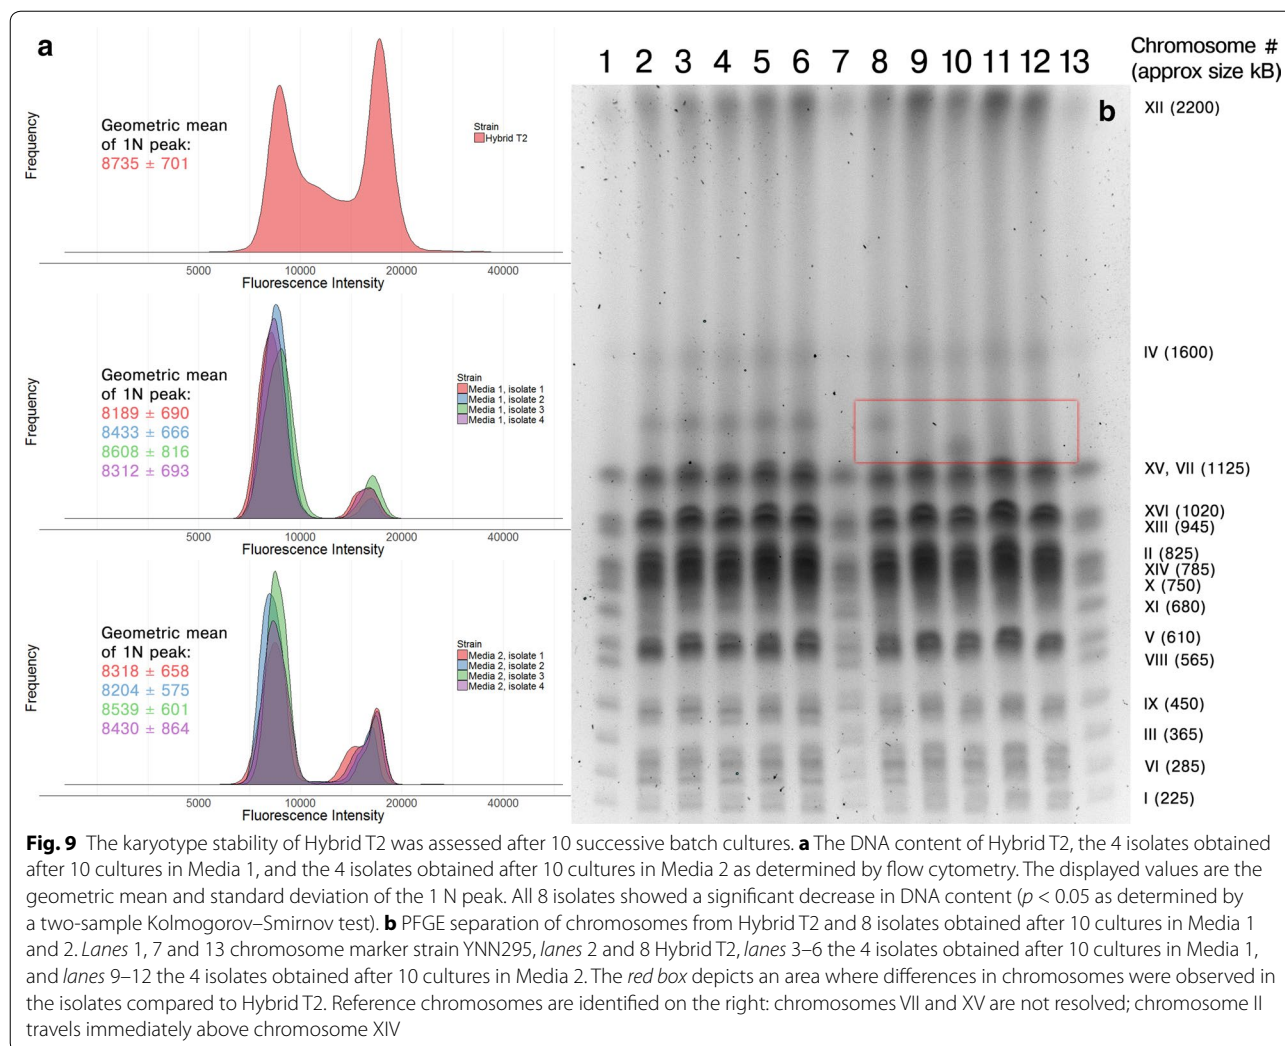 a
Frequency
Geometric mean
of 1N peak:
8735 ± 701
Strain
Hybrid T2
5000 10000 20000 40000
Fluorescence Intensity
Frequency
Geometric mean
of 1N peak:
8189 ± 690
8433 ± 666
8608 ± 816
8312 ± 693
Strain
Media 1, isolate 1
Media 1, isolate 2
Media 1, isolate 3
Media 1, isolate 4
5000 10000 20000 40000
Fluorescence Intensity
Frequency
Geometric mean
of 1N peak:
8318 ± 658
8204 ± 575
8539 ± 601
8430 ± 864
Strain
Media 2, isolate 1
Media 2, isolate 2
Media 2, isolate 3
Media 2, isolate 4
5000 10000 20000 40000
Fluorescence Intensity
1 2 3 4 5 6 7 8 9 10 11 12 13
b
Chromosome #
(approx size kB)
XII (2200)
IV (1600)
XV, VII (1125)
XVI (1020)
XIII (945)
II (825)
XIV (785)
X (750)
XI (680)
V (610)
VIII (565)
IX (450)
III (365)
VI (285)
I (225)
Fig. 9 The karyotype stability of Hybrid T2 was assessed after 10 successive batch cultures. a The DNA content of Hybrid T2, the 4 isolates obtained
after 10 cultures in Media 1, and the 4 isolates obtained after 10 cultures in Media 2 as determined by flow cytometry. The displayed values are the
geometric mean and standard deviation of the 1 N peak. All 8 isolates showed a significant decrease in DNA content (p < 0.05 as determined by
a two-sample Kolmogorov–Smirnov test). b PFGE separation of chromosomes from Hybrid T2 and 8 isolates obtained after 10 cultures in Media 1
and 2. Lanes 1, 7 and 13 chromosome marker strain YNN295, lanes 2 and 8 Hybrid T2, lanes 3–6 the 4 isolates obtained after 10 cultures in Media 1,
and lanes 9–12 the 4 isolates obtained after 10 cultures in Media 2. The red box depicts an area where differences in chromosomes were observed in
the isolates compared to Hybrid T2. Reference chromosomes are identified on the right: chromosomes VII and XV are not resolved; chromosome II
travels immediately above chromosome XIV